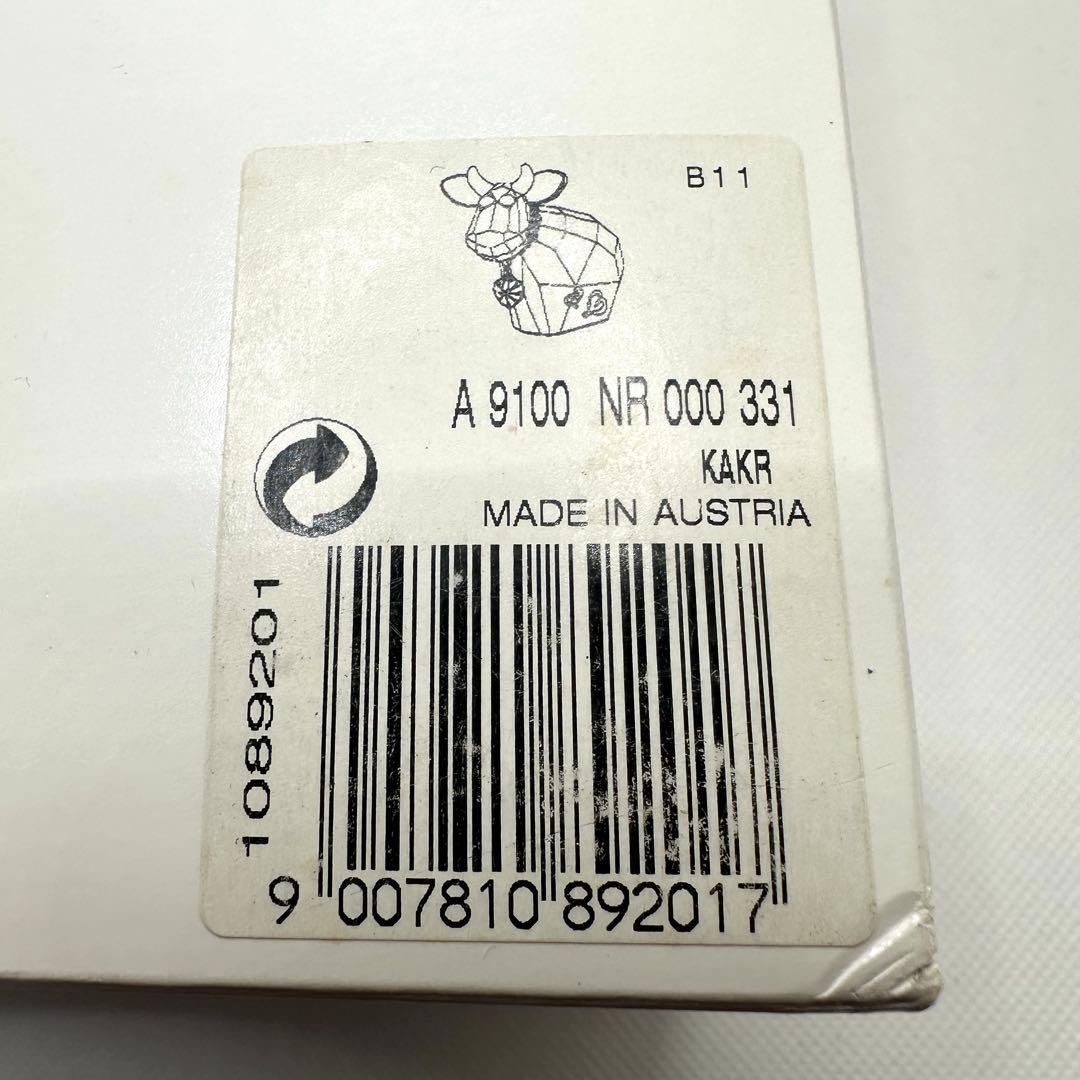 B11
A 9100 NR 000 331
KAKR
MADE IN AUSTRIA
1089201
9 007810 892017